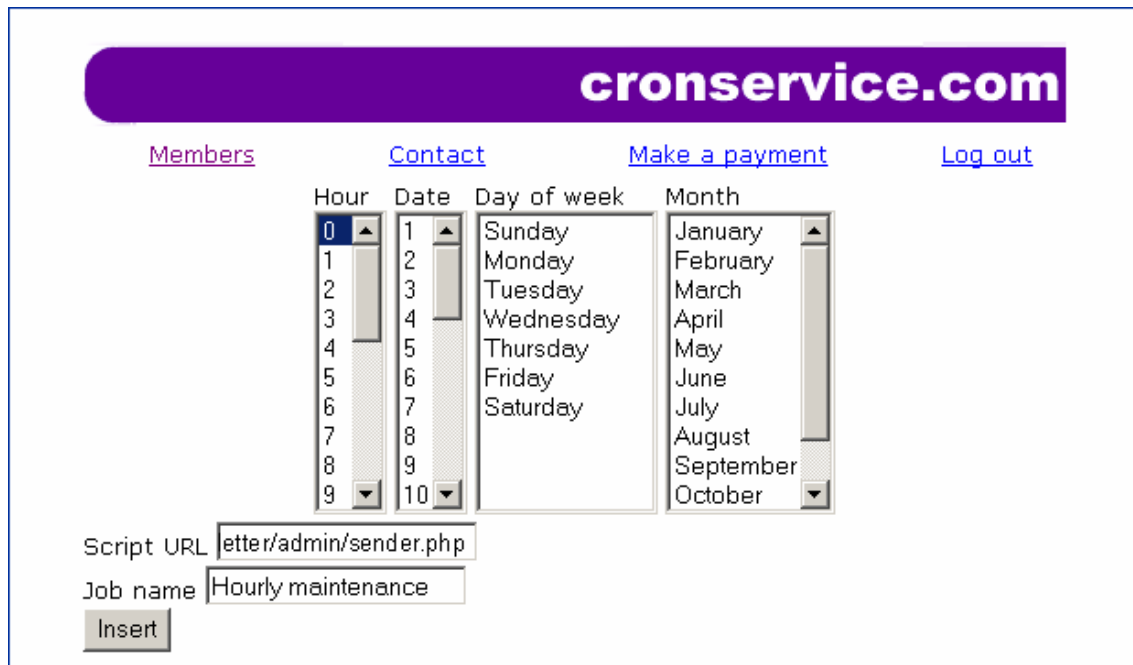 cronservice.com
Members Contact Make a payment Log out
Hour Date Day of week Month
0 1 Sunday January
1 2 Monday February
2 3 Tuesday March
3 4 Wednesday April
4 5 Thursday May
5 6 Friday June
6 7 Saturday July
7 8 August
8 9 September
9 10 October
Script URL etter/admin/sender.php
Job name Hourly maintenance
Insert